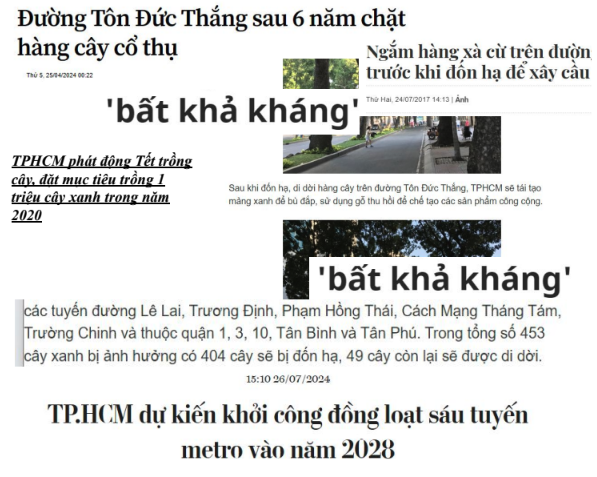 Đường Tôn Đức Thắng sau 6 năm chặt
hàng cây cổ thụ
Thứ 5, 25/04/2024 00:22
Ngắm hàng xà cừ trên đường
trước khi đốn hạ để xây cầu
Thứ Hai, 24/07/2017 14:13 | Ảnh
'bất khả kháng'
TPHCM phát động Tết trồng
cây, đặt mục tiêu trồng 1
triệu cây xanh trong năm
2020
Sau khi đốn hạ, di dời hàng cây trên đường Tôn Đức Thắng, TPHCM sẽ tái tạo
mảng xanh để bù đắp, sử dụng gỗ thu hồi để chế tạo các sản phẩm công cộng.
'bất khả kháng'
các tuyến đường Lê Lai, Trương Định, Phạm Hồng Thái, Cách Mạng Tháng Tám,
Trường Chinh và thuộc quận 1, 3, 10, Tân Bình và Tân Phú. Trong tổng số 453
cây xanh bị ảnh hưởng có 404 cây sẽ bị đốn hạ, 49 cây còn lại sẽ được di dời.
15:10 26/07/2024
TP.HCM dự kiến khởi công đồng loạt sáu tuyến
metro vào năm 2028